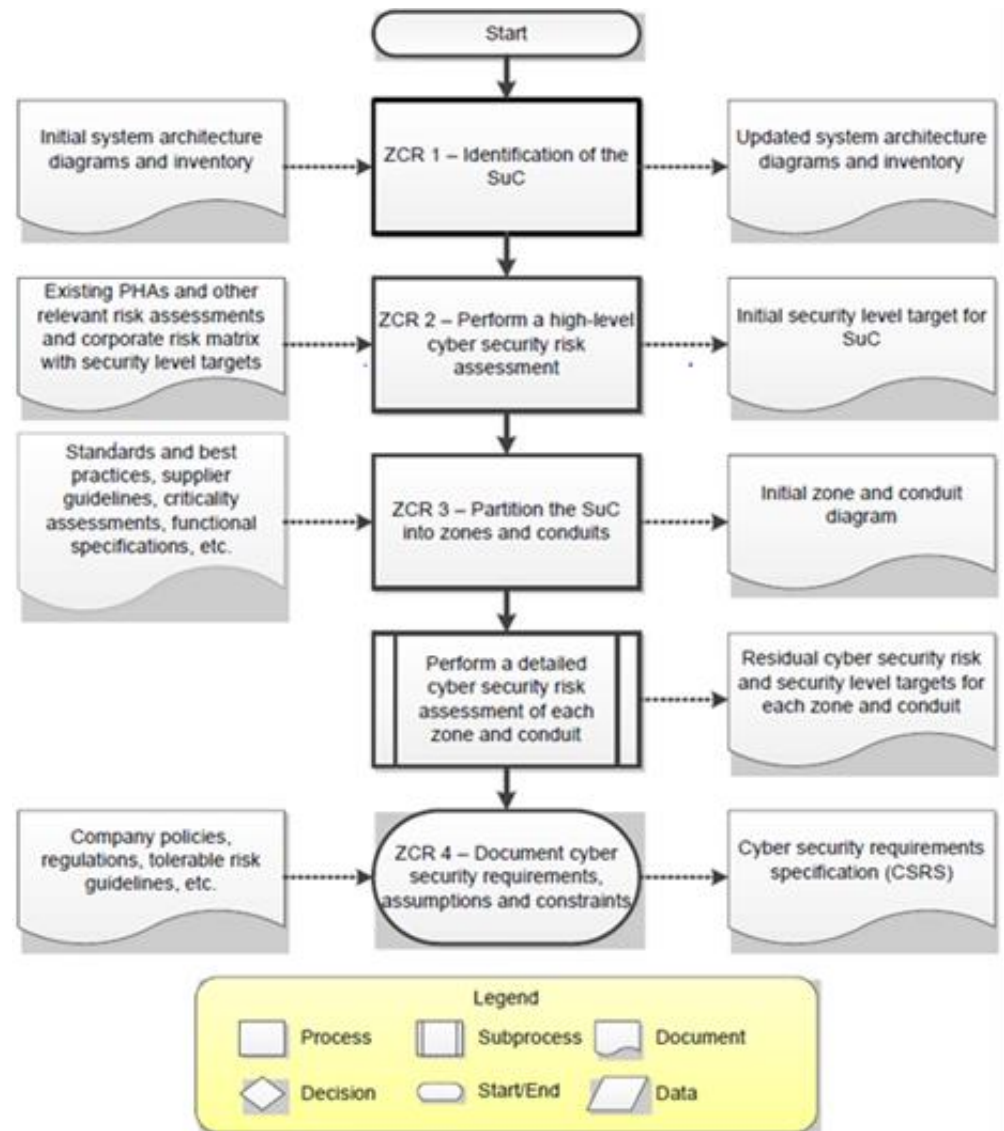 Start
Initial system architecture
diagrams and inventory
ZCR 1 – Identification of the
SuC
Updated system architecture
diagrams and inventory
Existing PHAs and other
relevant risk assessments
and corporate risk matrix
with security level targets
ZCR 2 – Perform a high-level
cyber security risk
assessment
Initial security level target for
SuC
Standards and best
practices, supplier
guidelines, criticality
assessments, functional
specifications, etc.
ZCR 3 – Partition the SuC
into zones and conduits
Initial zone and conduit
diagram
Perform a detailed
cyber security risk
assessment of each
zone and conduit
Residual cyber security risk
and security level targets for
each zone and conduit
Company policies,
regulations, tolerable risk
guidelines, etc.
ZCR 4 – Document cyber
security requirements,
assumptions and constraints
Cyber security requirements
specification (CSRS)
Legend
Process
Subprocess
Document
Decision
Start/End
Data